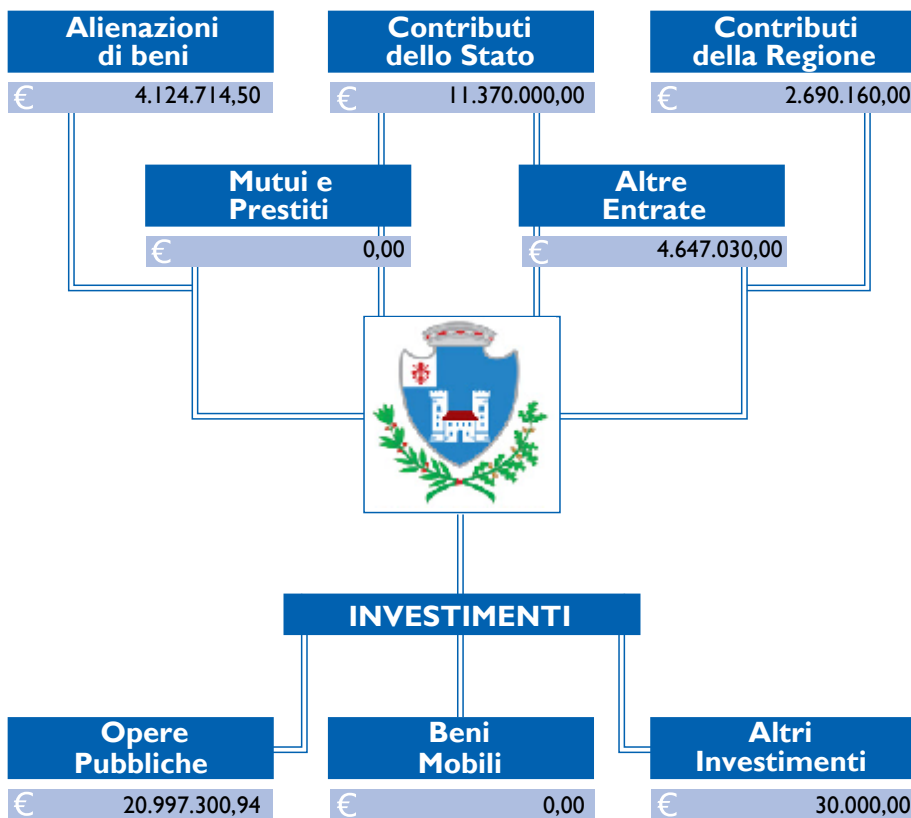 Alienazioni
di beni
€ 4.124.714,50
Contributi
dello Stato
€ 11.370.000,00
Contributi
della Regione
€ 2.690.160,00
Mutui e
Prestiti
€ 0,00
Altre
Entrate
€ 4.647.030,00
INVESTIMENTI
Opere
Pubbliche
€ 20.997.300,94
Beni
Mobili
€ 0,00
Altri
Investimenti
€ 30.000,00